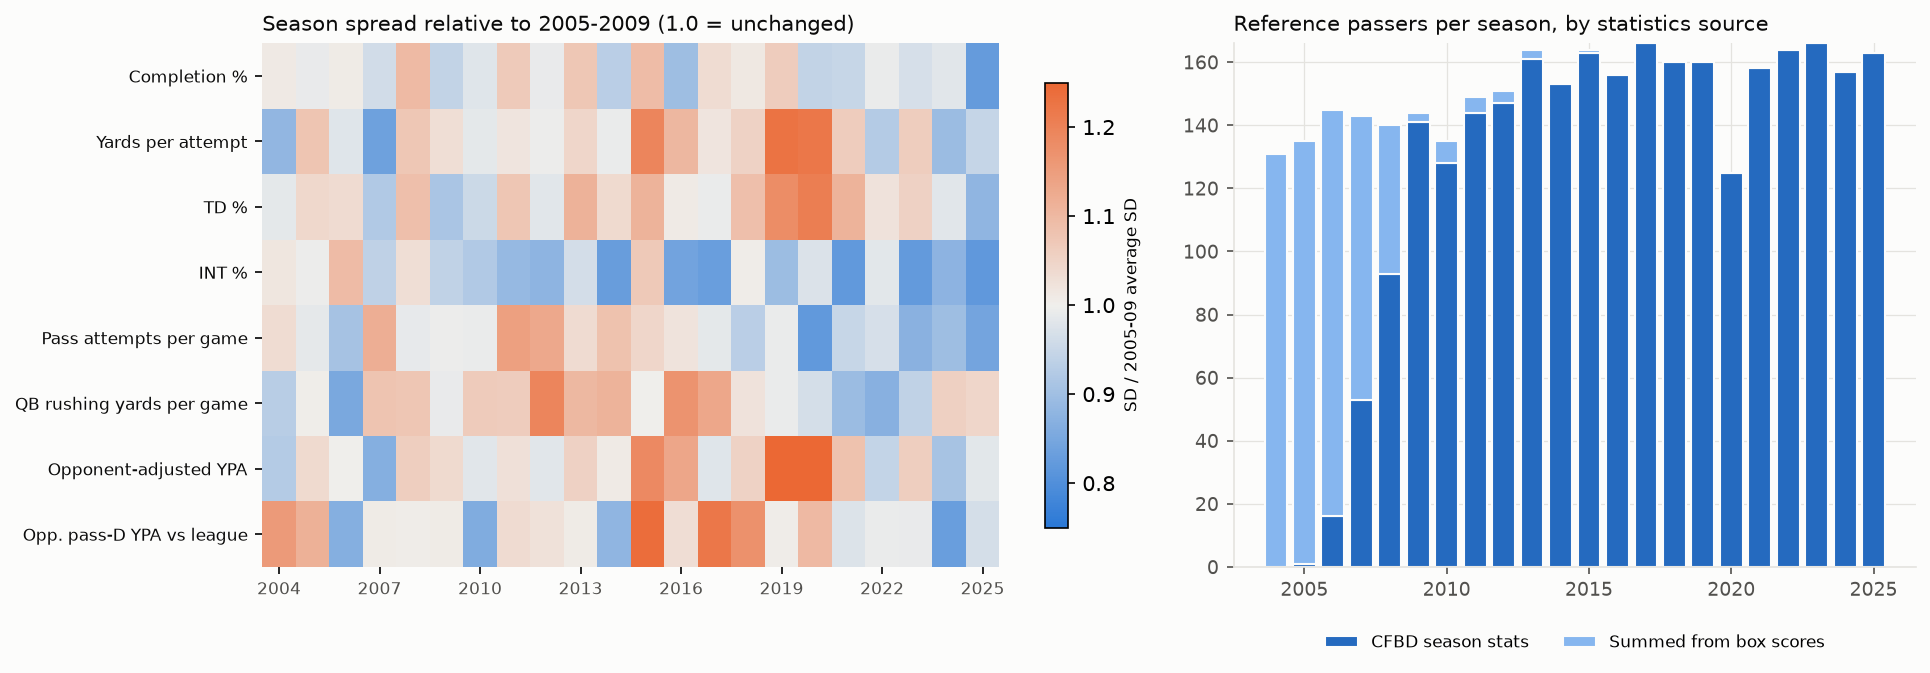 Season spread relative to 2005-2009 (1.0 = unchanged)
Completion %
Yards per attempt
TD %
INT %
Pass attempts per game
QB rushing yards per game
Opponent-adjusted YPA
Opp. pass-D YPA vs league
2004 2007 2010 2013 2016 2019 2022 2025
1.2
1.1
1.0
0.9
0.8
SD / 2005-09 average SD
Reference passers per season, by statistics source
160
140
120
100
80
60
40
20
0
2005 2010 2015 2020 2025
CFBD season stats Summed from box scores